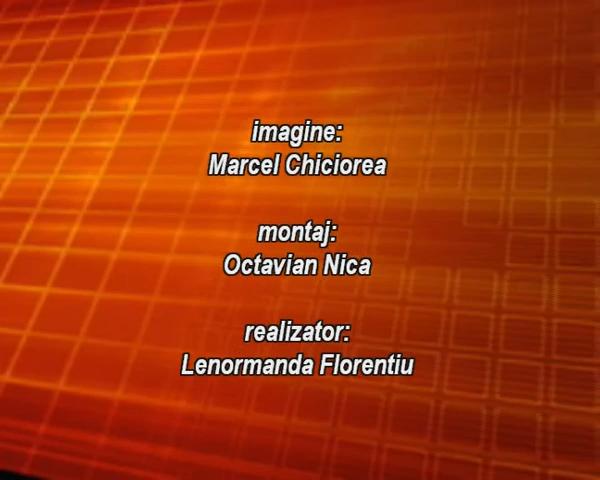 imagine:
Marcel Chiciorea
montaj:
Octavian Nica
realizator:
Lenormanda Florentiu